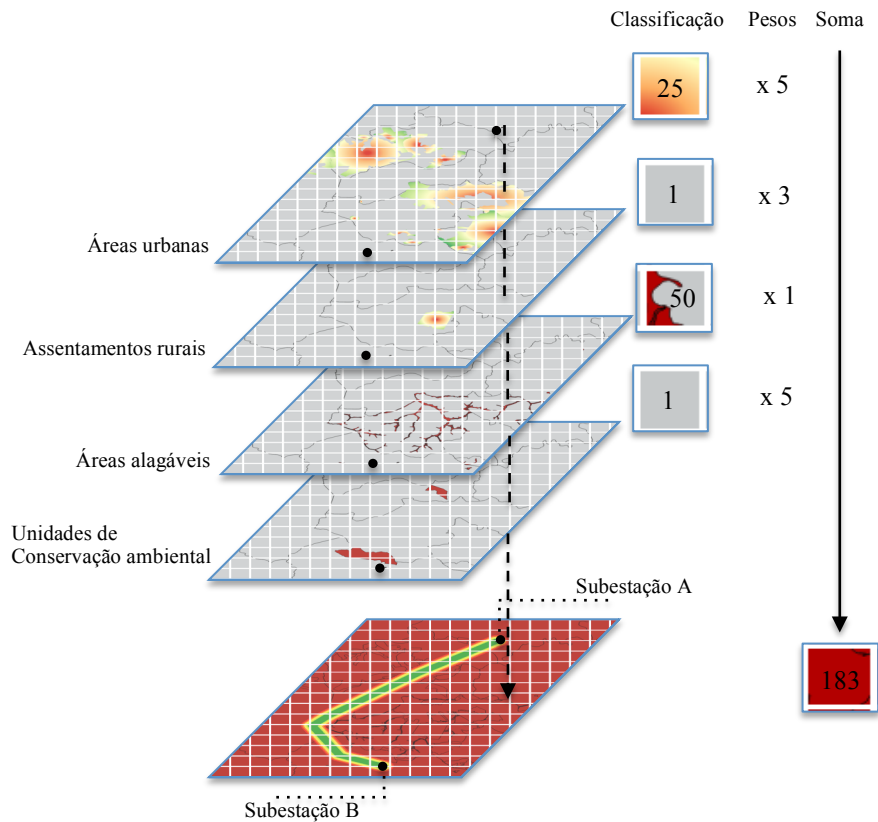 Classificação Pesos Soma
25 x 5
1 x 3
Áreas urbanas
50 x 1
Assentamentos rurais
1 x 5
Áreas alagáveis
Unidades de
Conservação ambiental
Subestação A
183
Subestação B